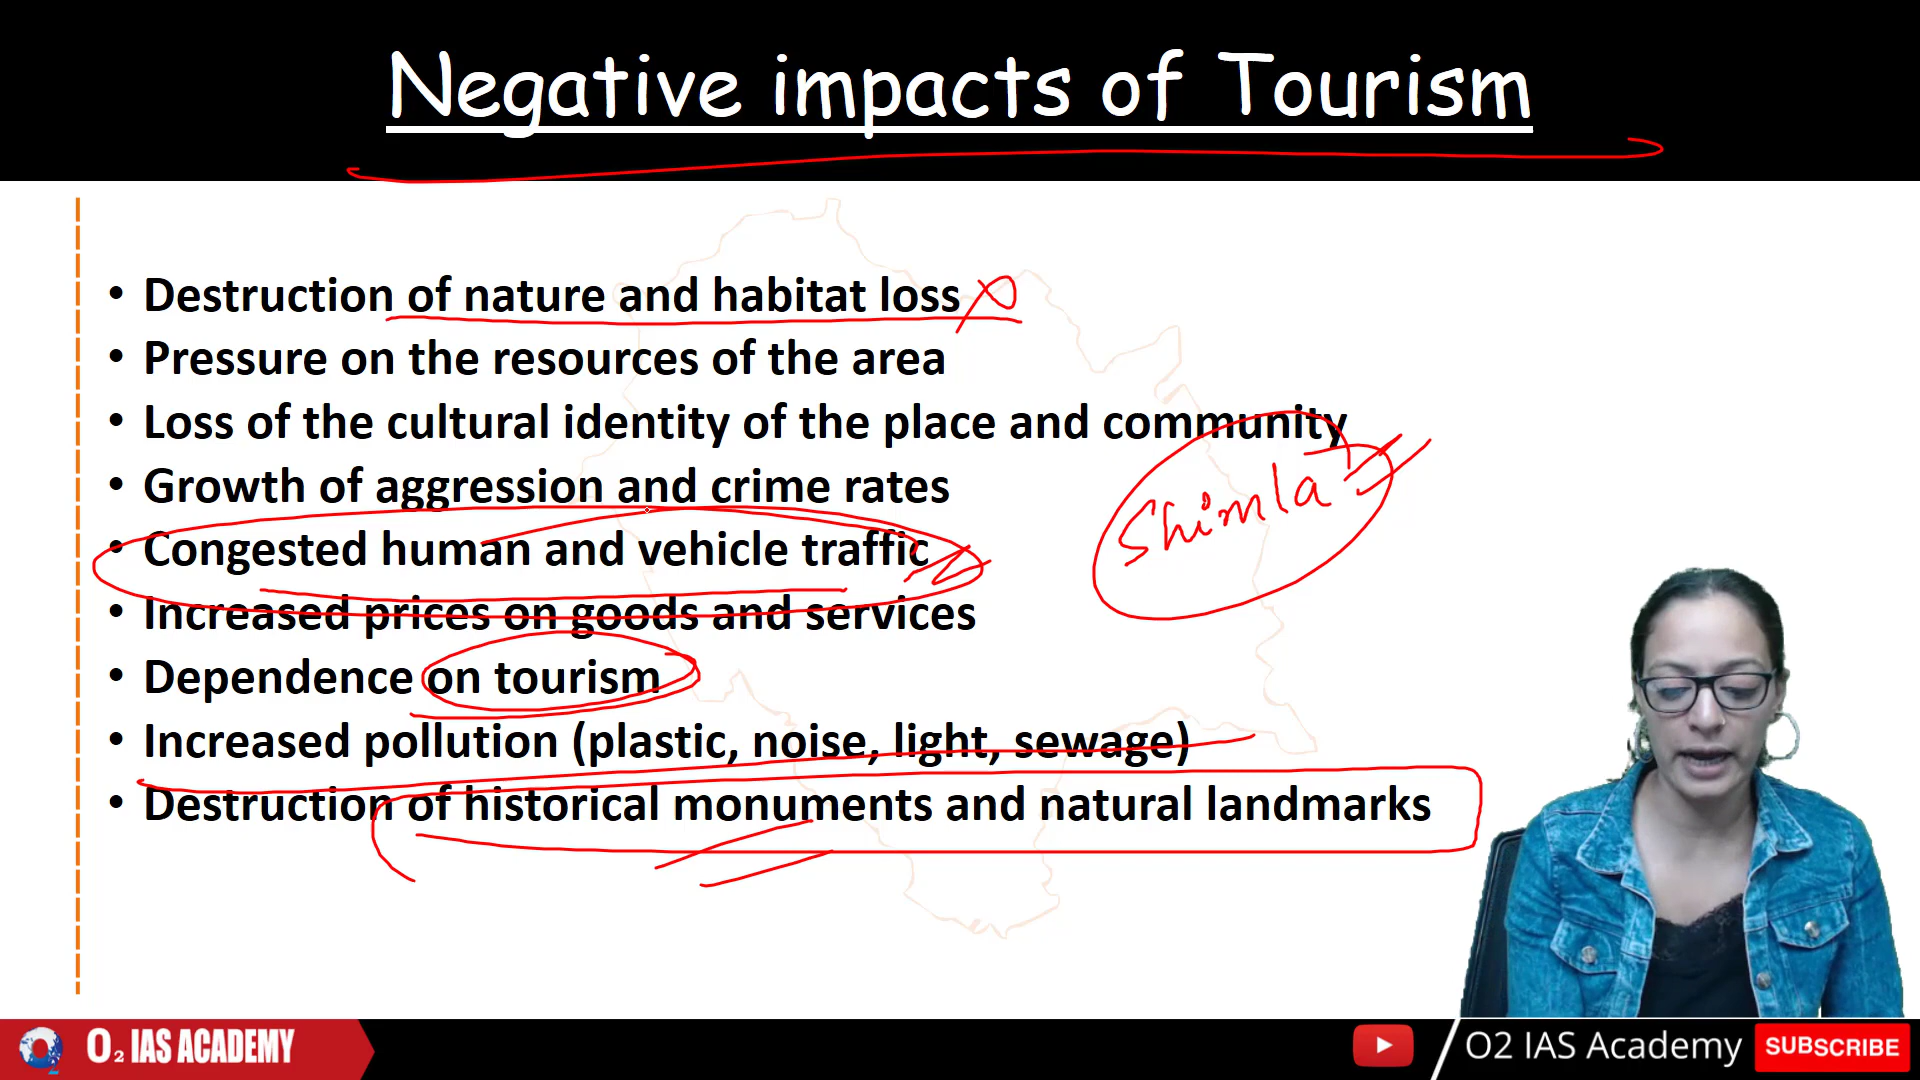 Negative impacts of Tourism
• Destruction of nature and habitat loss
• Pressure on the resources of the area
• Loss of the cultural identity of the place and community
• Growth of aggression and crime rates
• Congested human and vehicle traffic
Shimla
• Increased prices on goods and services
• Dependence on tourism
• Increased pollution (plastic, noise, light, sewage)
• Destruction of historical monuments and natural landmarks
O2 IAS ACADEMY
O2 IAS Academy
SUBSCRIBE